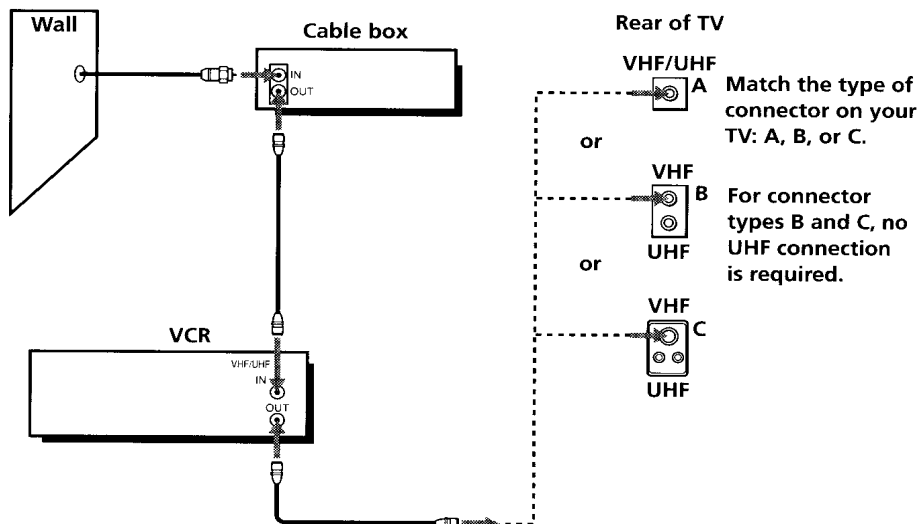 Wall
Cable box
IN
OUT
VCR
VHF/UHF
IN
OUT
Rear of TV
VHF/UHF
A
Match the type of
connector on your
TV: A, B, or C.
or
VHF
B
UHF
For connector
types B and C, no
UHF connection
is required.
or
VHF
C
UHF